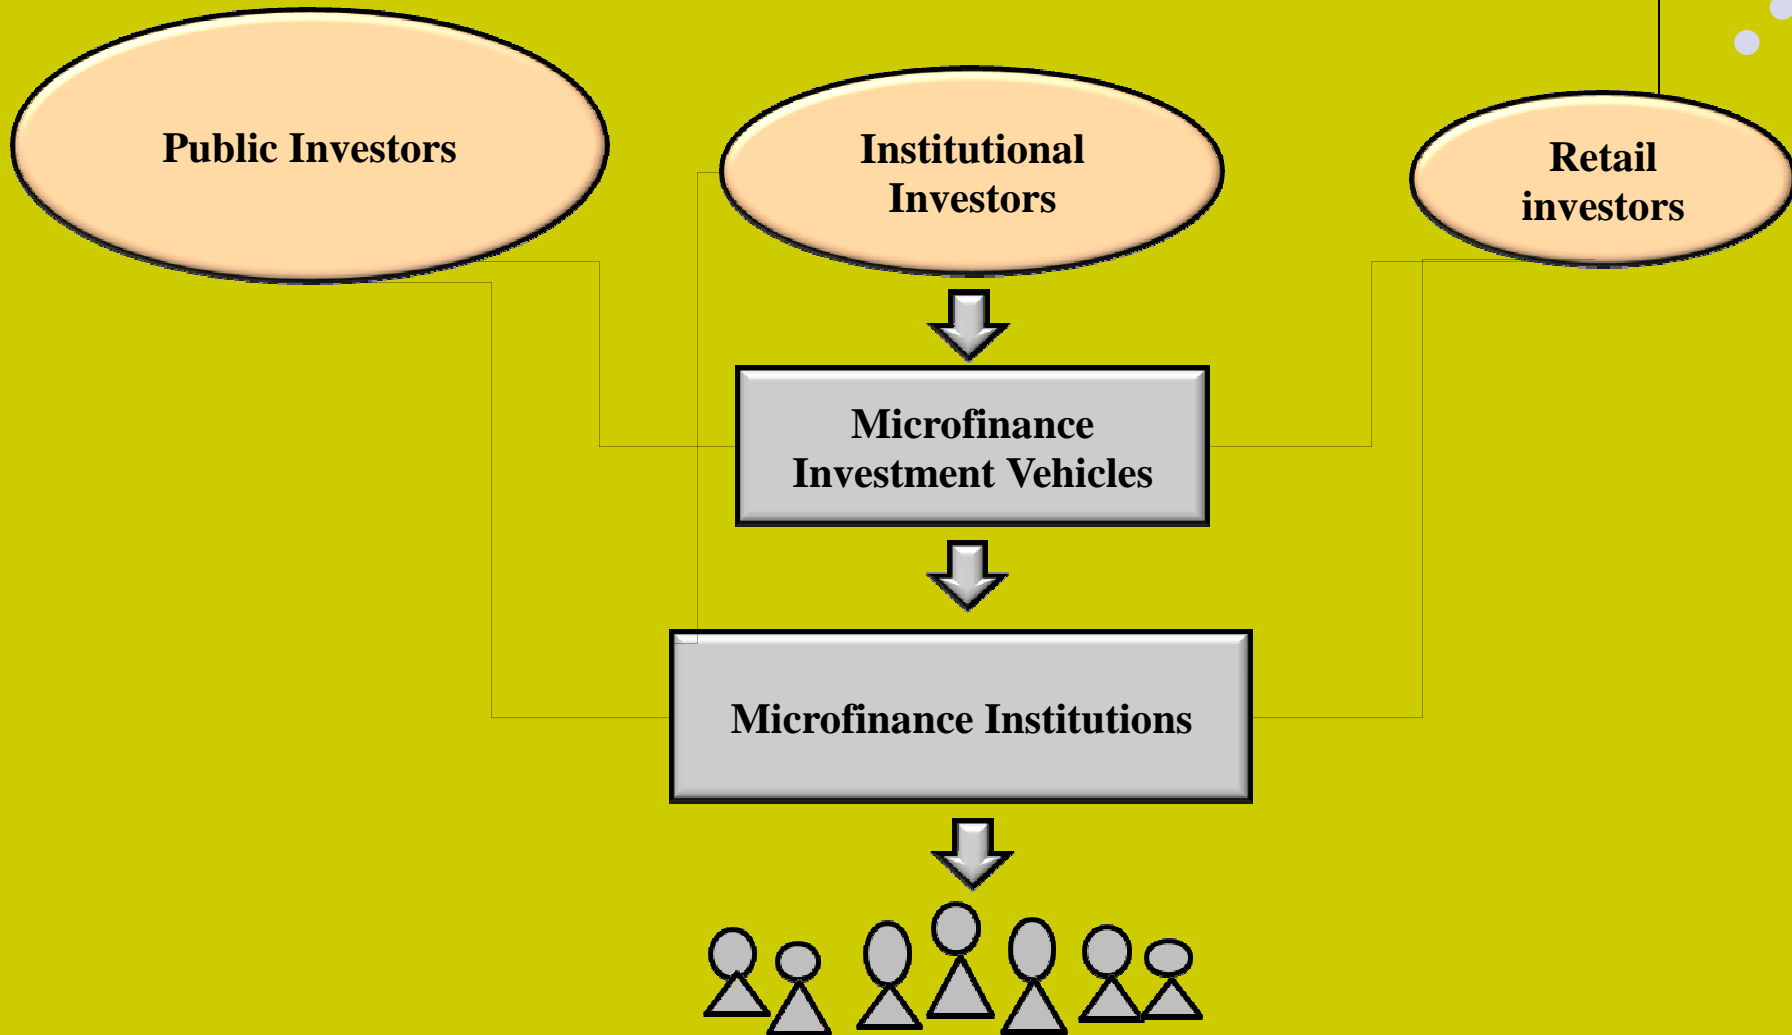 Public Investors
Institutional
Investors
Retail
investors
Microfinance
Investment Vehicles
Microfinance Institutions